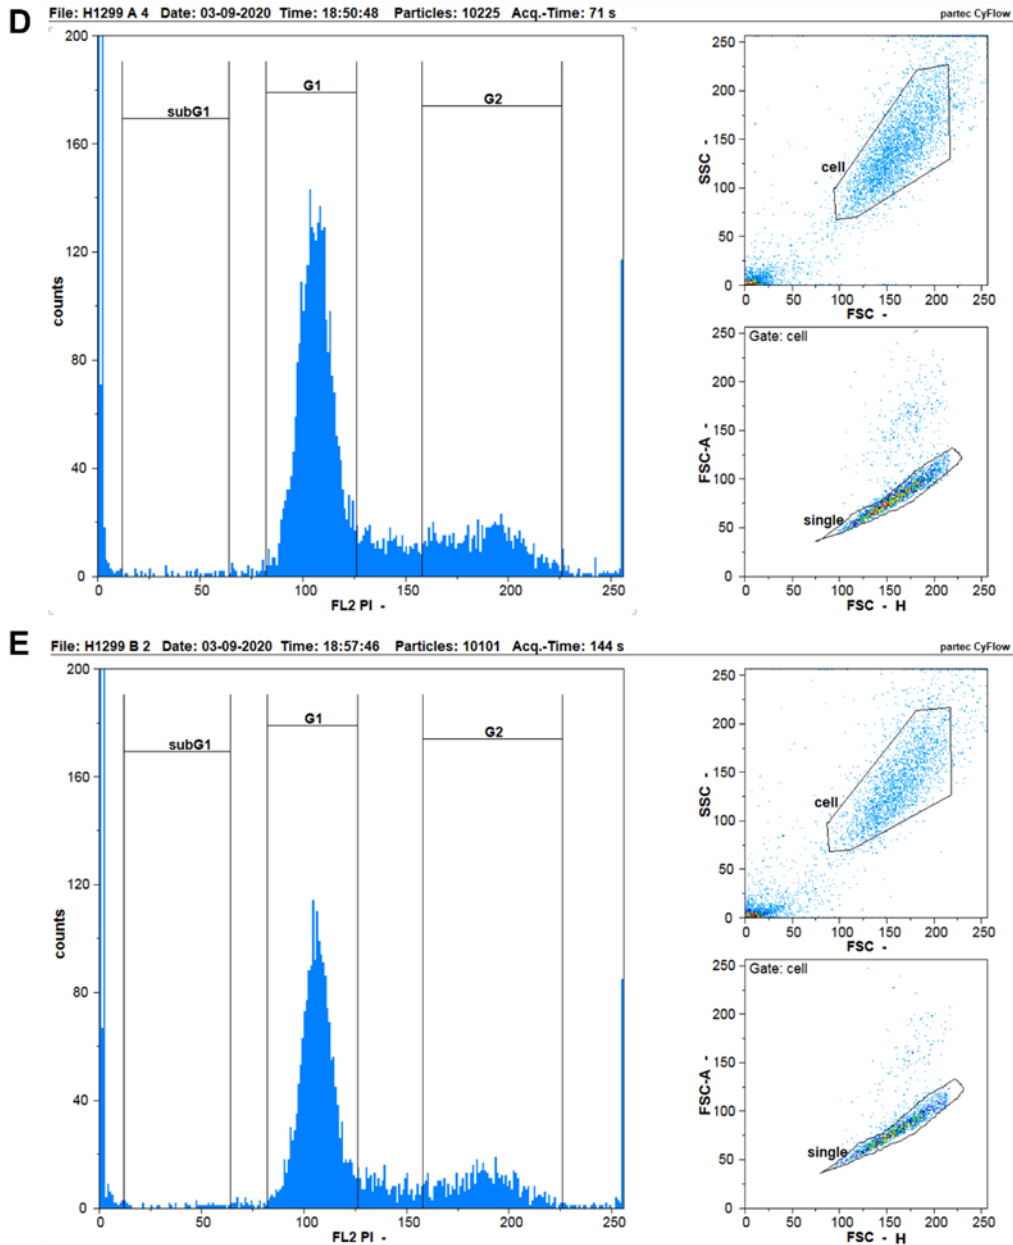 D
File: H1299 A 4 Date: 03-09-2020 Time: 18:50:48 Particles: 10225 Acq.-Time: 71 s
partec CyFlow
200
160
120
80
40
0
counts
subG1
G1
G2
0
50
100
150
200
250
FL2 PI -
250
200
150
100
50
0
SSC -
cell
0
50
100
150
200
250
FSC -
Gate: cell
250
200
150
100
50
0
FSC-A -
single
0
50
100
150
200
250
FSC - H
E
File: H1299 B 2 Date: 03-09-2020 Time: 18:57:46 Particles: 10101 Acq.-Time: 144 s
partec CyFlow
200
160
120
80
40
0
counts
subG1
G1
G2
0
50
100
150
200
250
FL2 PI -
250
200
150
100
50
0
SSC -
cell
0
50
100
150
200
250
FSC -
Gate: cell
250
200
150
100
50
0
FSC-A -
single
0
50
100
150
200
250
FSC - H